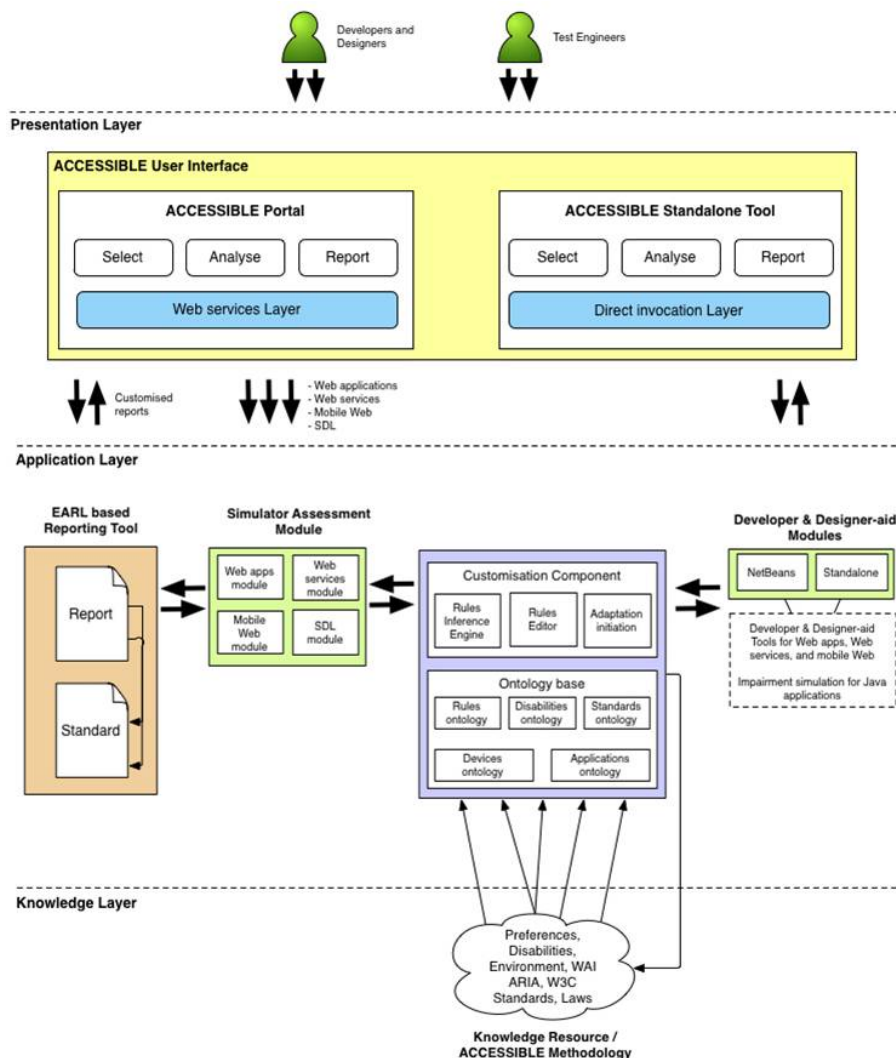 Developers and
Designers
Test Engineers
Presentation Layer
ACCESSIBLE User Interface
ACCESSIBLE Portal
Select
Analyse
Report
Web services Layer
ACCESSIBLE Standalone Tool
Select
Analyse
Report
Direct invocation Layer
Customised
reports
- Web applications
- Web services
- Mobile Web
- SDL
Application Layer
EARL based
Reporting Tool
Report
Standard
Simulator Assessment
Module
Web apps
module
Web
services
module
Mobile
Web
module
SDL
module
Customisation Component
Rules
Inference
Engine
Rules
Editor
Adaptation
initiation
Ontology base
Rules
ontology
Disabilities
ontology
Standards
ontology
Devices
ontology
Applications
ontology
Developer & Designer-aid
Modules
NetBeans
Standalone
Developer & Designer-aid
Tools for Web apps, Web
services, and mobile Web
Impairment simulation for Java
applications
Knowledge Layer
Preferences,
Disabilities,
Environment, WAI
ARIA, W3C
Standards, Laws
Knowledge Resource /
ACCESSIBLE Methodology